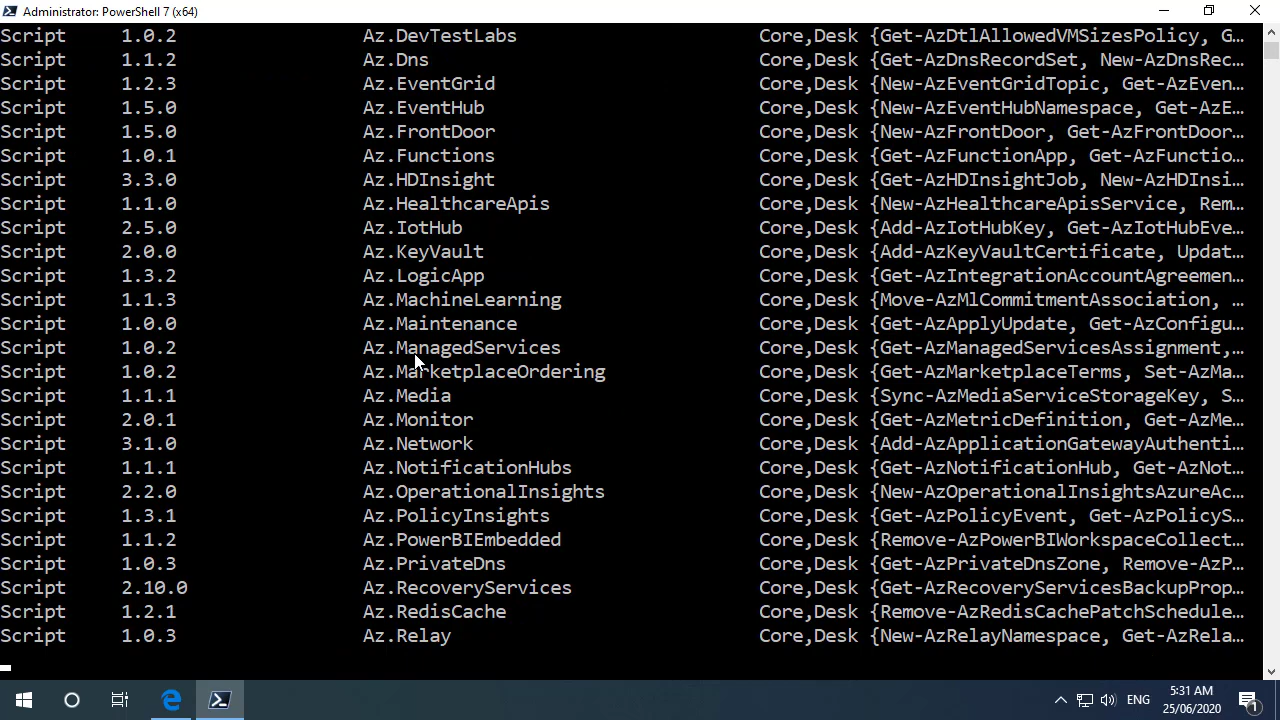 Administrator: PowerShell 7 (x64)
Script 1.0.2 Az.DevTestLabs Core,Desk {Get-AzDtlAllowedVMSizesPolicy, G…
Script 1.1.2 Az.Dns Core,Desk {Get-AzDnsRecordSet, New-AzDnsRec…
Script 1.2.3 Az.EventGrid Core,Desk {New-AzEventGridTopic, Get-AzEven…
Script 1.5.0 Az.EventHub Core,Desk {New-AzEventHubNamespace, Get-AzE…
Script 1.5.0 Az.FrontDoor Core,Desk {New-AzFrontDoor, Get-AzFrontDoor…
Script 1.0.1 Az.Functions Core,Desk {Get-AzFunctionApp, Get-AzFunctio…
Script 3.3.0 Az.HDInsight Core,Desk {Get-AzHDInsightJob, New-AzHDInsi…
Script 1.1.0 Az.HealthcareApis Core,Desk {New-AzHealthcareApisService, Rem…
Script 2.5.0 Az.IotHub Core,Desk {Add-AzIotHubKey, Get-AzIotHubEve…
Script 2.0.0 Az.KeyVault Core,Desk {Add-AzKeyVaultCertificate, Updat…
Script 1.3.2 Az.LogicApp Core,Desk {Get-AzIntegrationAccountAgreemen…
Script 1.1.3 Az.MachineLearning Core,Desk {Move-AzMlCommitmentAssociation, …
Script 1.0.0 Az.Maintenance Core,Desk {Get-AzApplyUpdate, Get-AzConfigu…
Script 1.0.2 Az.ManagedServices Core,Desk {Get-AzManagedServicesAssignment,…
Script 1.0.2 Az.MarketplaceOrdering Core,Desk {Get-AzMarketplaceTerms, Set-AzMa…
Script 1.1.1 Az.Media Core,Desk {Sync-AzMediaServiceStorageKey, S…
Script 2.0.1 Az.Monitor Core,Desk {Get-AzMetricDefinition, Get-AzMe…
Script 3.1.0 Az.Network Core,Desk {Add-AzApplicationGatewayAuthenti…
Script 1.1.1 Az.NotificationHubs Core,Desk {Get-AzNotificationHub, Get-AzNot…
Script 2.2.0 Az.OperationalInsights Core,Desk {New-AzOperationalInsightsAzureAc…
Script 1.3.1 Az.PolicyInsights Core,Desk {Get-AzPolicyEvent, Get-AzPolicyS…
Script 1.1.2 Az.PowerBIEmbedded Core,Desk {Remove-AzPowerBIWorkspaceCollect…
Script 1.0.3 Az.PrivateDns Core,Desk {Get-AzPrivateDnsZone, Remove-AzP…
Script 2.10.0 Az.RecoveryServices Core,Desk {Get-AzRecoveryServicesBackupProp…
Script 1.2.1 Az.RedisCache Core,Desk {Remove-AzRedisCachePatchSchedule…
Script 1.0.3 Az.Relay Core,Desk {New-AzRelayNamespace, Get-AzRela…
ENG
5:31 AM
25/06/2020
1